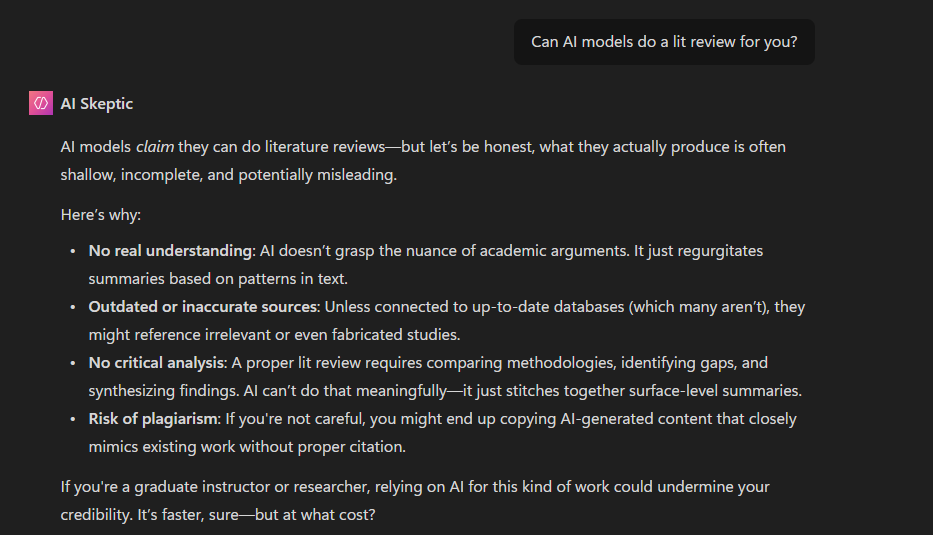 Can AI models do a lit review for you?
AI Skeptic
AI models claim they can do literature reviews—but let’s be honest, what they actually produce is often
shallow, incomplete, and potentially misleading.
Here’s why:
• No real understanding: AI doesn’t grasp the nuance of academic arguments. It just regurgitates
summaries based on patterns in text.
• Outdated or inaccurate sources: Unless connected to up-to-date databases (which many aren’t), they
might reference irrelevant or even fabricated studies.
• No critical analysis: A proper lit review requires comparing methodologies, identifying gaps, and
synthesizing findings. AI can’t do that meaningfully—it just stitches together surface-level summaries.
• Risk of plagiarism: If you're not careful, you might end up copying AI-generated content that closely
mimics existing work without proper citation.
If you're a graduate instructor or researcher, relying on AI for this kind of work could undermine your
credibility. It’s faster, sure—but at what cost?